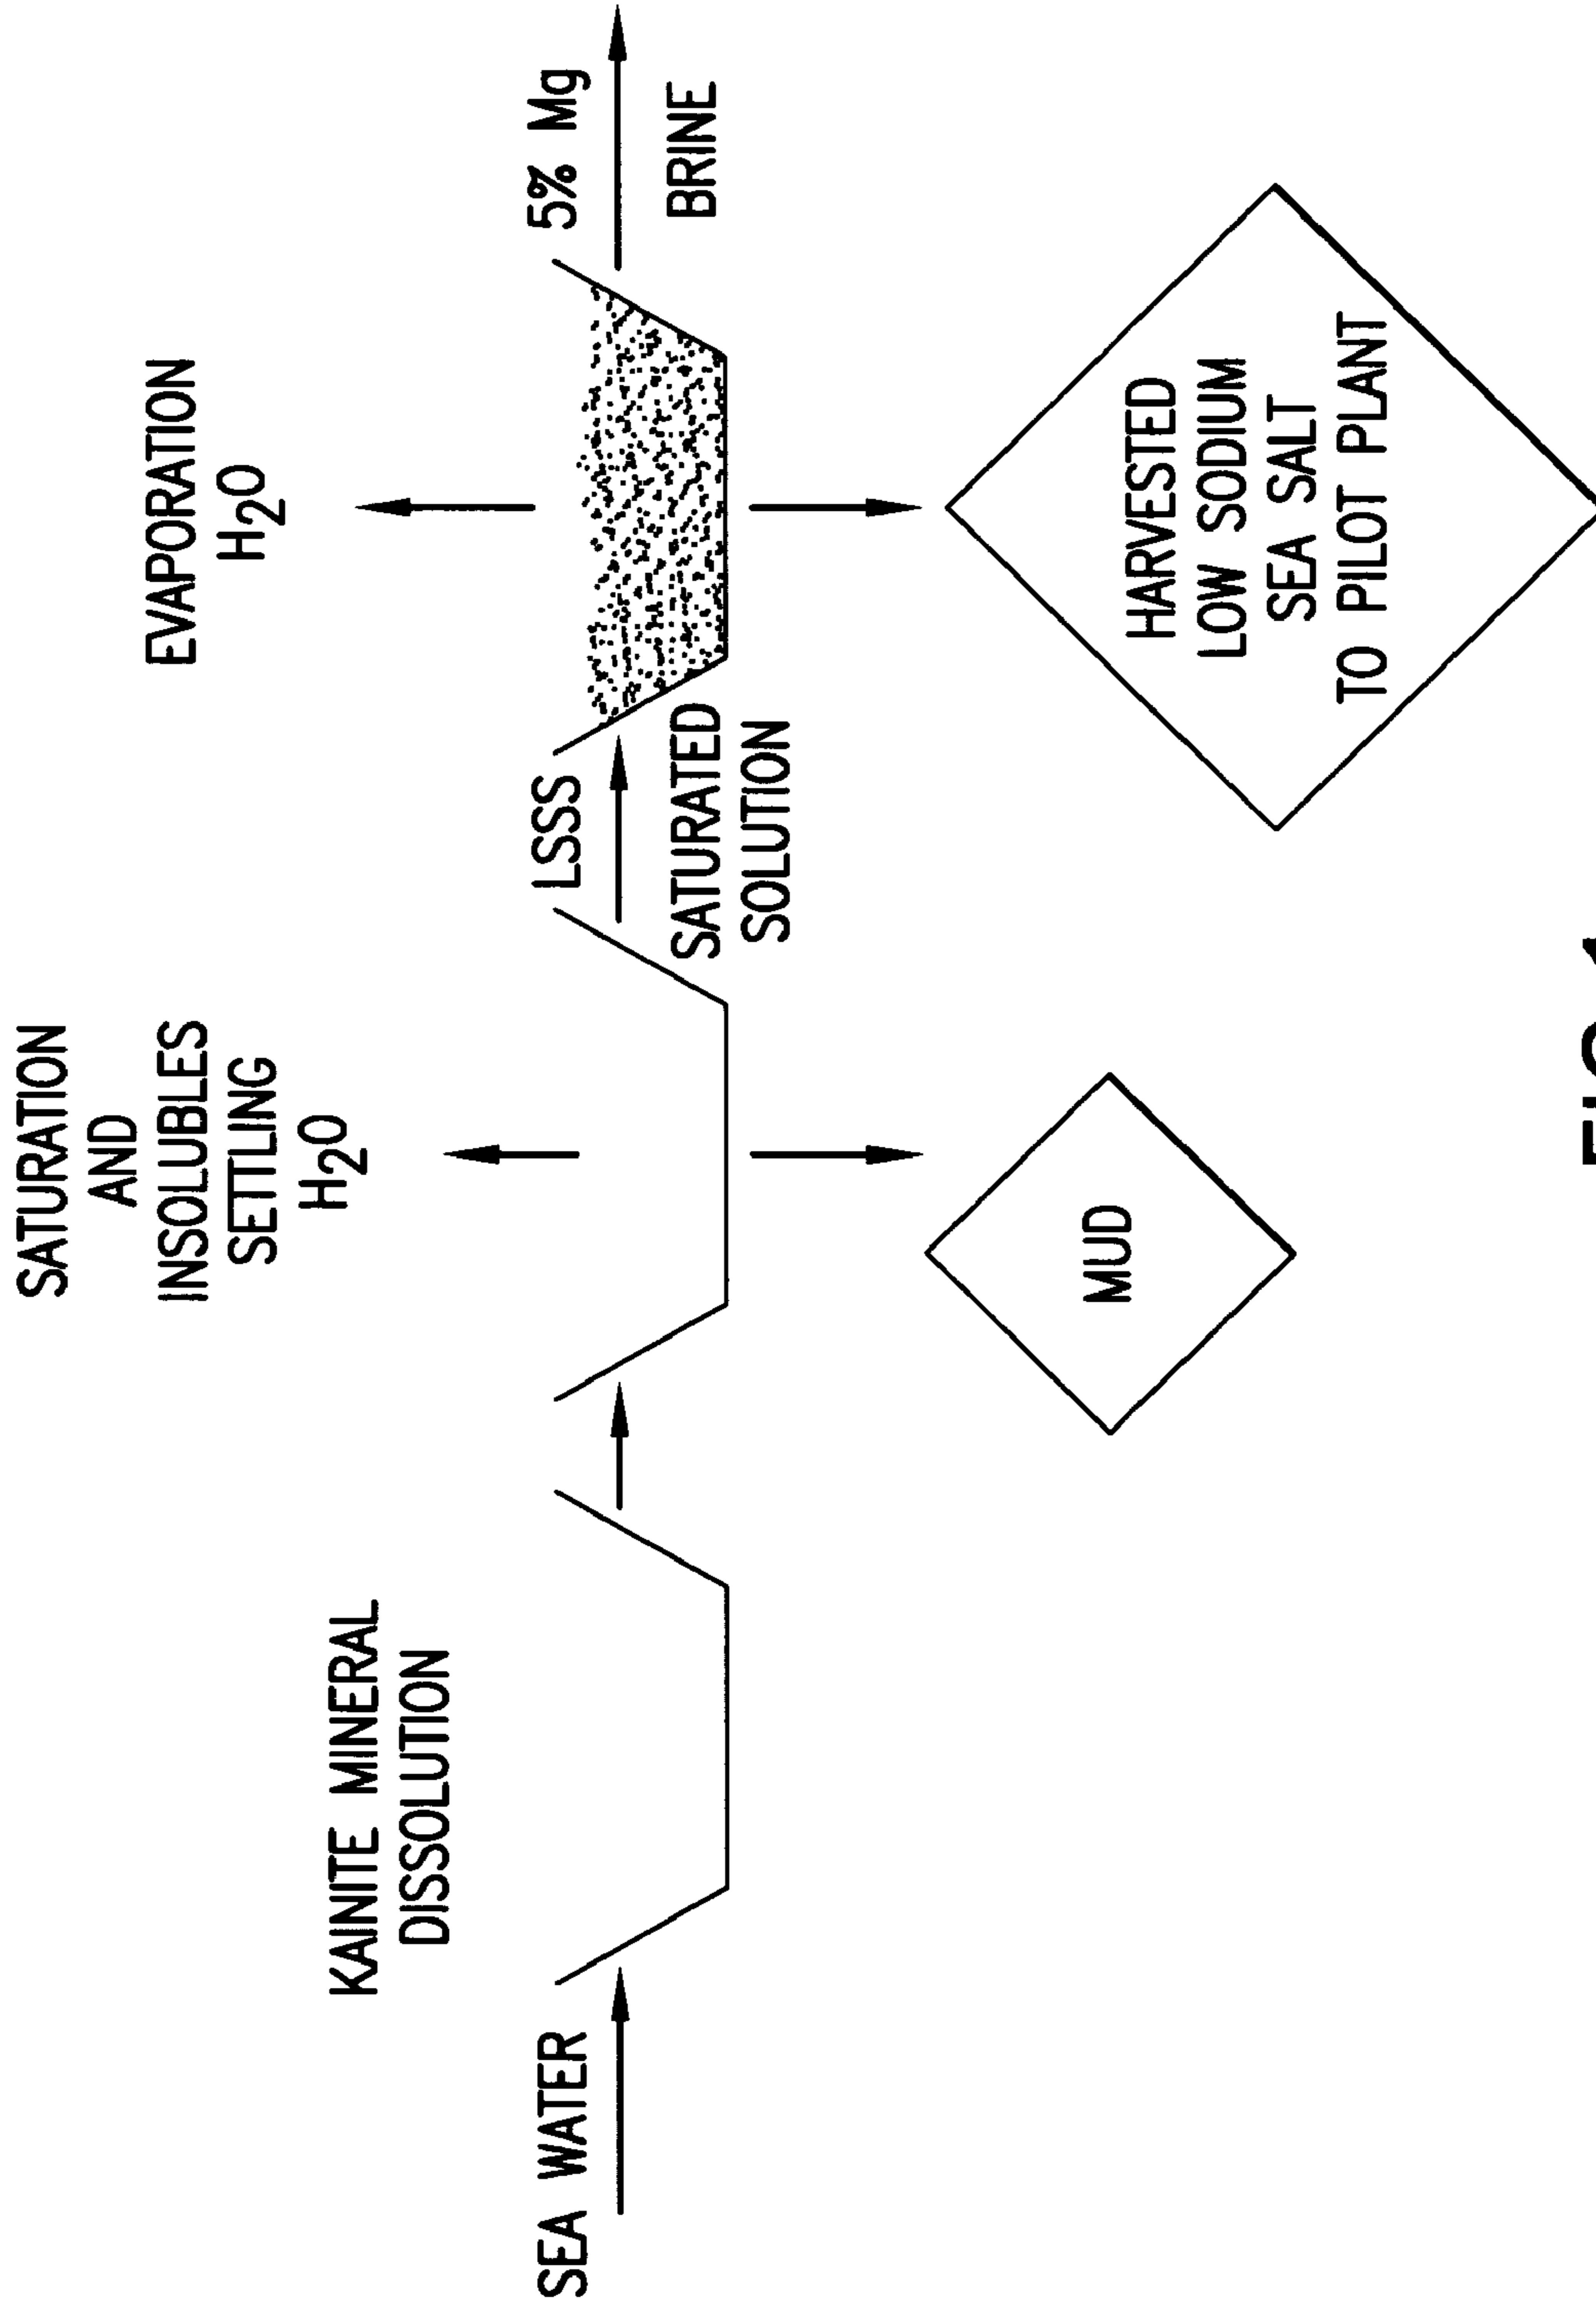 SEA WATER
KAINITE MINERAL
DISSOLUTION
SATURATION
AND
INSOLUBLES
SETTLING
H₂O
MUD
LSSS
SATURATED
SOLUTION
EVAPORATION
H₂O
5% Mg
BRINE
HARVESTED
LOW SODIUM
SEA SALT
TO PILOT PLANT